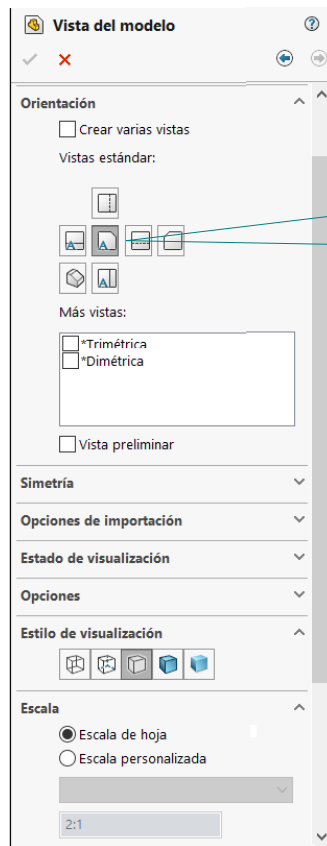 Vista del modelo
Orientación
Crear varias vistas
Vistas estándar:
A A
A
Más vistas:
*Trimétrica
*Dimétrica
Vista preliminar
Simetría
Opciones de importación
Estado de visualización
Opciones
Estilo de visualización
Escala
Escala de hoja
Escala personalizada
2:1